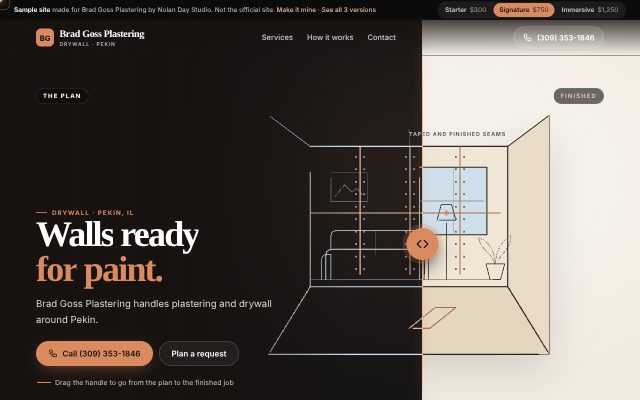 Sample site made for Brad Goss Plastering by Nolan Day Studio. Not the official site. Make it mine · See all 3 versions
Starter $300 Signature $750 Immersive $1,250
BG Brad Goss Plastering
DRYWALL · PEKIN
Services How it works Contact (309) 353-1846
THE PLAN
FINISHED
TAPED AND FINISHED SEAMS
DRYWALL · PEKIN, IL
Walls ready
for paint.
Brad Goss Plastering handles plastering and drywall
around Pekin.
Call (309) 353-1846 Plan a request
Drag the handle to go from the plan to the finished job